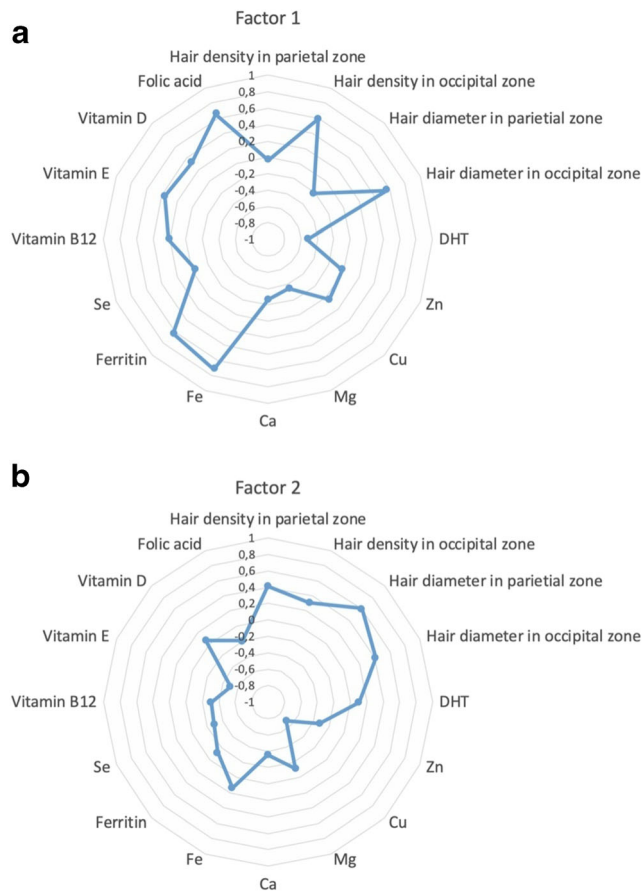 a
Factor 1
Hair density in parietal zone
Folic acid
Hair density in occipital zone
Vitamin D
Hair diameter in parietial zone
Vitamin E
Hair diameter in occipital zone
Vitamin B12
DHT
Se
Zn
Ferritin
Cu
Fe
Mg
Ca
1
0,8
0,6
0,4
0,2
0
-0,2
-0,4
-0,6
-0,8
-1
b
Factor 2
Hair density in parietal zone
Folic acid
Hair density in occipital zone
Vitamin D
Hair diameter in parietial zone
Vitamin E
Hair diameter in occipital zone
Vitamin B12
DHT
Se
Zn
Ferritin
Cu
Fe
Mg
Ca
1
0,8
0,6
0,4
0,2
0
-0,2
-0,4
-0,6
-0,8
-1